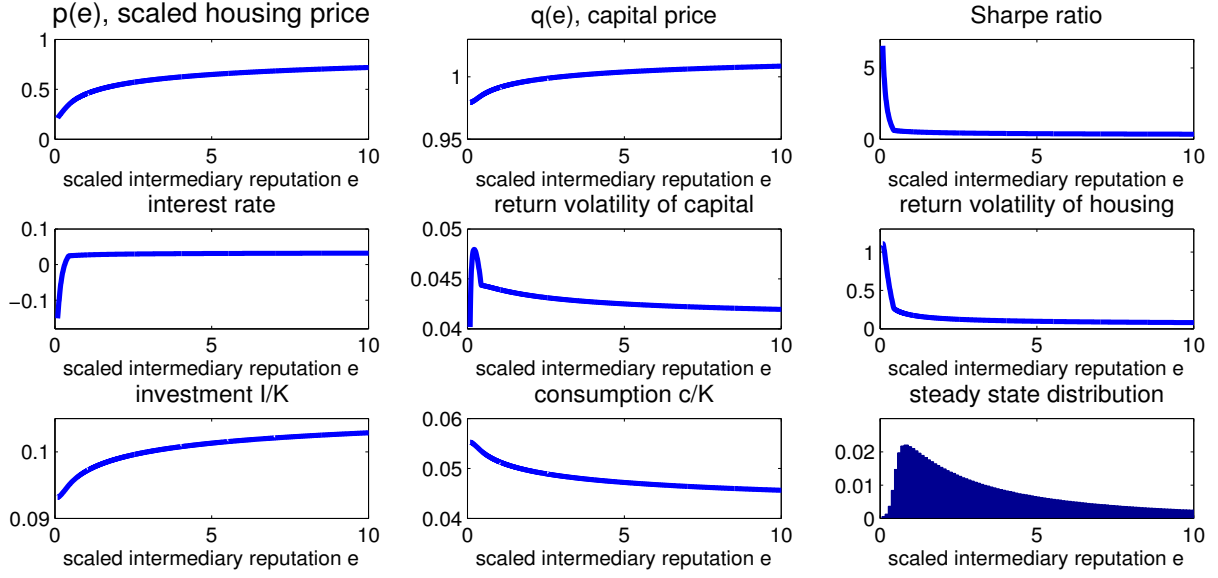 p(e), scaled housing price
q(e), capital price
Sharpe ratio
1
0.5
0
0
5
10
scaled intermediary reputation e
1
0.95
0
5
10
scaled intermediary reputation e
5
0
0
5
10
scaled intermediary reputation e
interest rate
return volatility of capital
return volatility of housing
0.1
0
−0.1
0
5
10
scaled intermediary reputation e
0.05
0.045
0.04
0
5
10
scaled intermediary reputation e
1
0.5
0
0
5
10
scaled intermediary reputation e
investment I/K
consumption c/K
steady state distribution
0.1
0.09
0
5
10
scaled intermediary reputation e
0.06
0.05
0.04
0
5
10
scaled intermediary reputation e
0.02
0.01
0
0
5
10
scaled intermediary reputation e